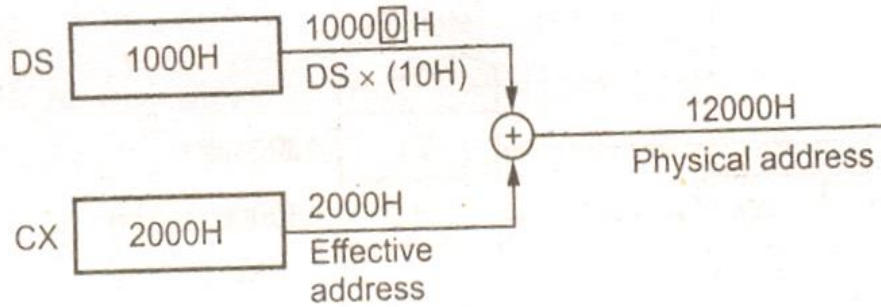 DS 1000H 1000 0 H
DS × (10H)
+ 12000H
Physical address
CX 2000H 2000H
Effective
address